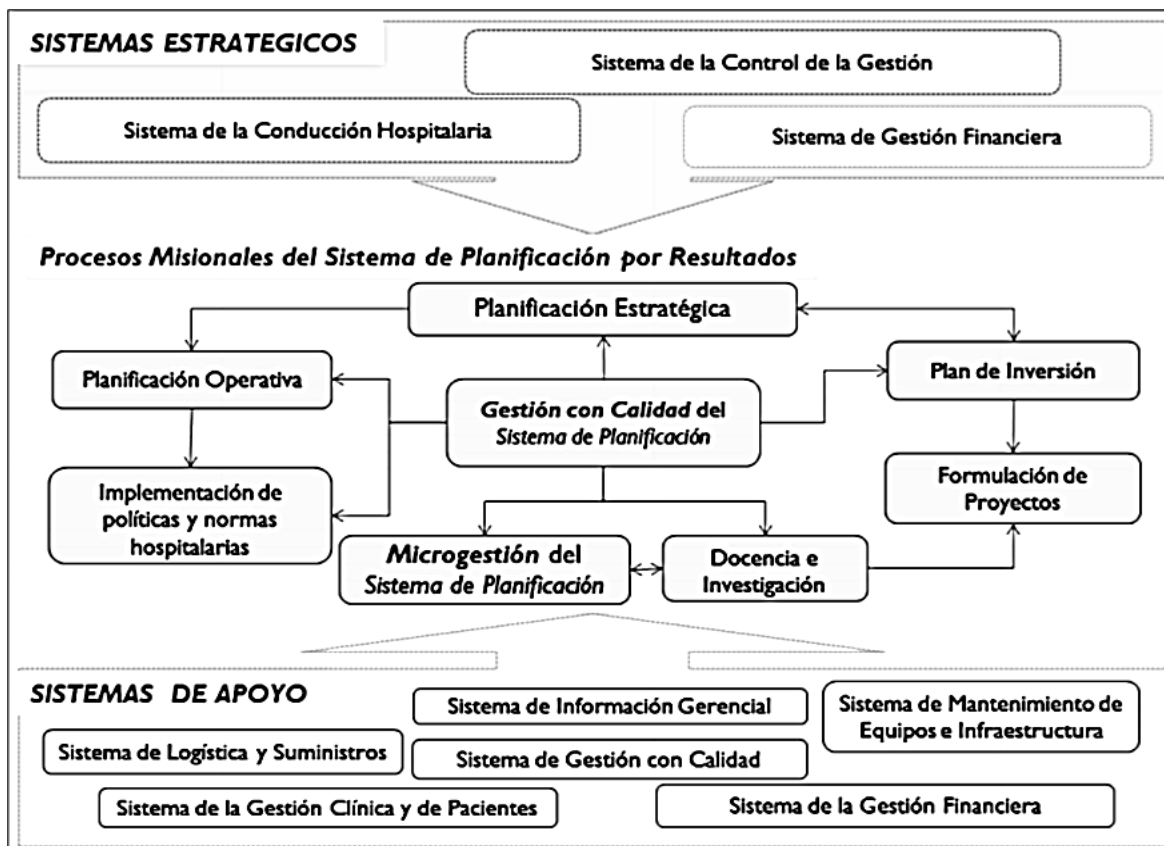 SISTEMAS ESTRATEGICOS
Sistema de la Control de la Gestión
Sistema de la Conducción Hospitalaria
Sistema de Gestión Financiera
Procesos Misionales del Sistema de Planificación por Resultados
Planificación Estratégica
Planificación Operativa
Plan de Inversión
Gestión con Calidad del
Sistema de Planificación
Implementación de
políticas y normas
hospitalarias
Formulación de
Proyectos
Microgestión del
Sistema de Planificación
Docencia e
Investigación
SISTEMAS DE APOYO
Sistema de Información Gerencial
Sistema de Mantenimiento de
Equipos e Infraestructura
Sistema de Logística y Suministros
Sistema de Gestión con Calidad
Sistema de la Gestión Clínica y de Pacientes
Sistema de la Gestión Financiera